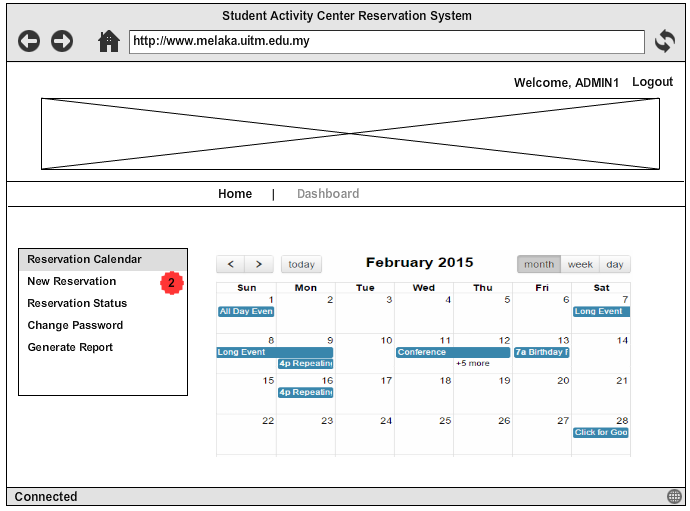 Student Activity Center Reservation System
http://www.melaka.uitm.edu.my
Welcome, ADMIN1 Logout
Home | Dashboard
Reservation Calendar
New Reservation 2
Reservation Status
Change Password
Generate Report
< > today February 2015 month week day
Sun Mon Tue Wed Thu Fri Sat
1 2 3 4 5 6 7
All Day Even Long Event
8 9 10 11 12 13 14
Long Event Conference 7a Birthday
4p Repeating +5 more
15 16 17 18 19 20 21
4p Repeating
22 23 24 25 26 27 28
Click for Goo
Connected